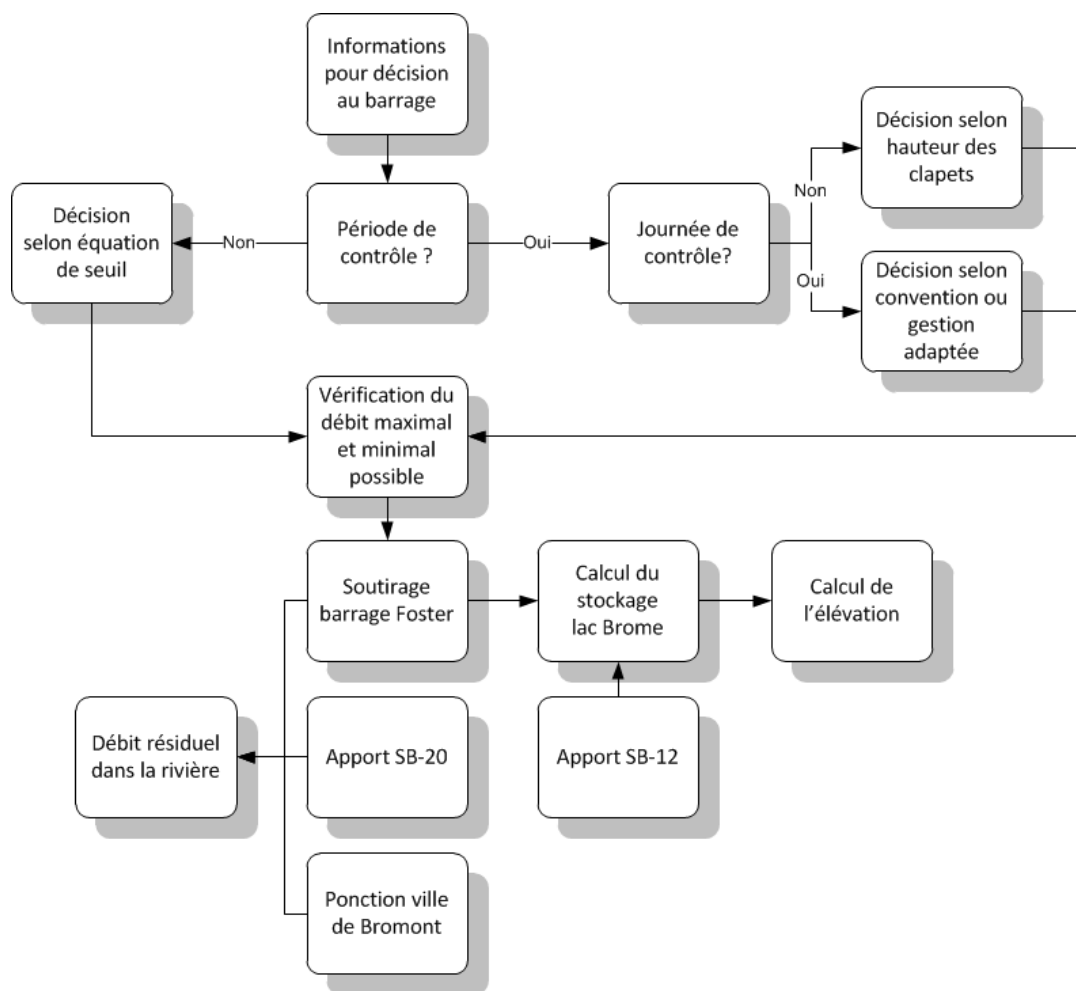 Informations
pour décision
au barrage
Décision selon
hauteur des
clapets
Non
Décision
selon équation
de seuil
Non
Période de
contrôle ?
Oui
Journée de
contrôle?
Oui
Décision selon
convention ou
gestion
adaptée
Vérification du
débit maximal
et minimal
possible
Soutirage
barrage Foster
Calcul du
stockage
lac Brome
Calcul de
l'élévation
Débit résiduel
dans la rivière
Apport SB-20
Apport SB-12
Ponction ville
de Bromont